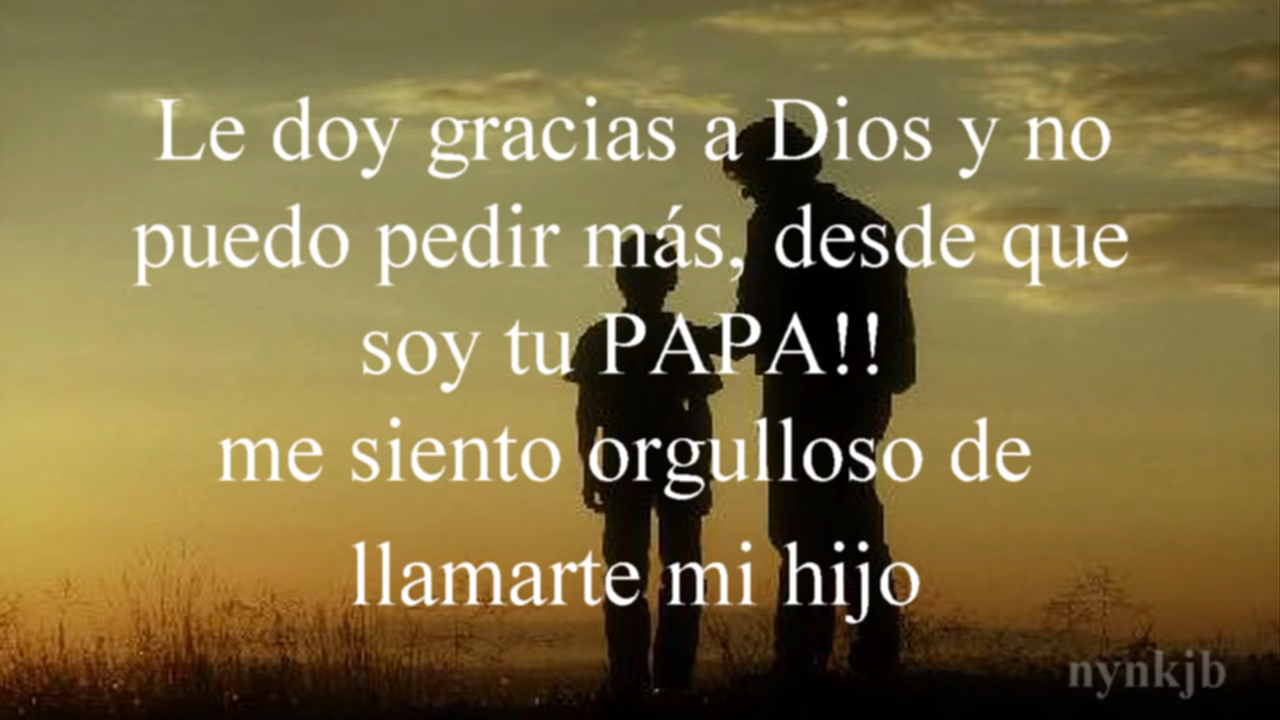 Le doy gracias a Dios y no
puedo pedir más, desde que
soy tu PAPA!!
me siento orgulloso de
llamarte mi hijo
nynkjb